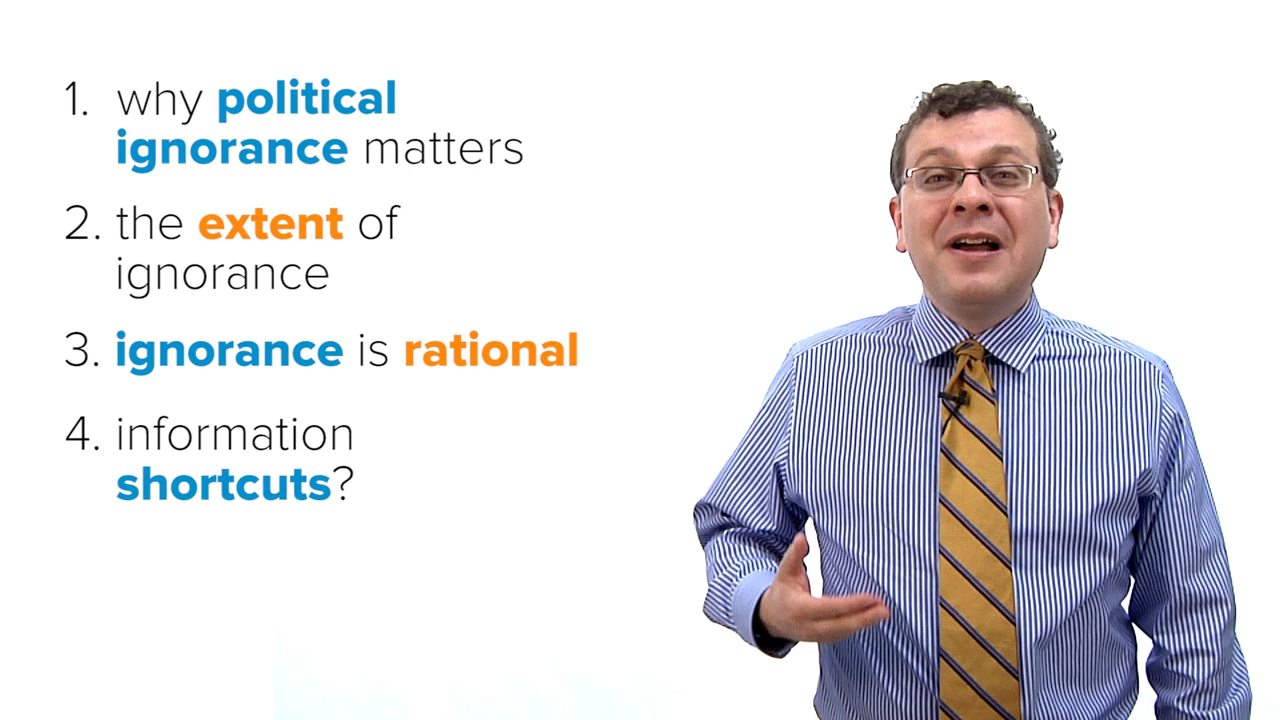 1. why political
ignorance matters
2. the extent of
ignorance
3. ignorance is rational
4. information
shortcuts?